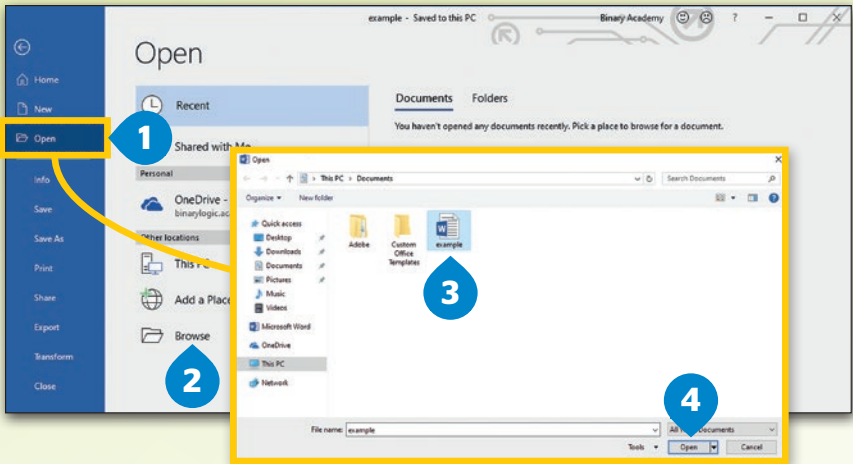 example - Saved to this PC
Binary Academy
?
Open
Home
New
Open
Info
Save
Save As
Print
Share
Export
Transform
Close
1
Recent
Shared with Me
Personal
OneDrive -
binarylogic.ac
Other locations
This PC
Add a Place
Browse
2
Documents Folders
You haven't opened any documents recently. Pick a place to browse for a document.
Open
This PC > Documents
Search Documents
Organize New folder
Quick access
Desktop
Downloads
Documents
Pictures
Music
Videos
Microsoft Word
OneDrive
This PC
Network
Adobe
Custom
Office
Templates
example
3
4
File name: example
All Documents
Tools Open Cancel